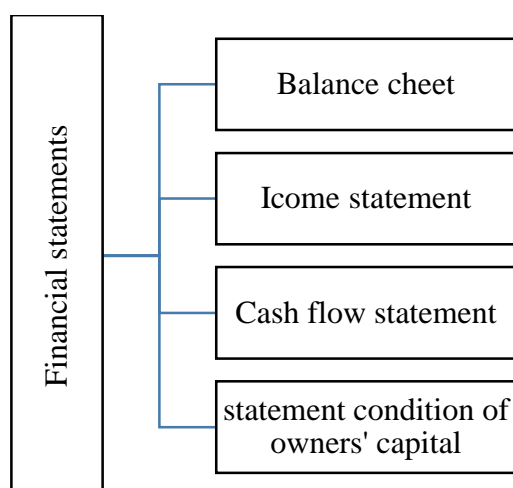 Financial statements
Balance cheet
Icome statement
Cash flow statement
statement condition of
owners' capital